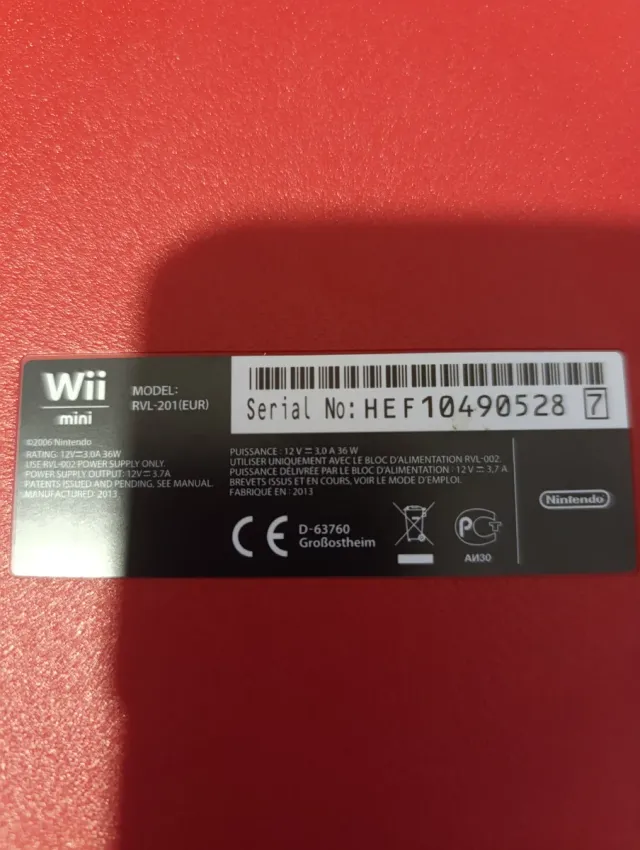 Wii
mini
MODEL:
RVL-201(EUR)
Serial No: HEF10490528 7
©2006 Nintendo
RATING: 12V⎓3.0A 36W
USE RVL-002 POWER SUPPLY ONLY.
POWER SUPPLY OUTPUT: 12V⎓3.7A
PATENTS ISSUED AND PENDING. SEE MANUAL.
MANUFACTURED: 2013
PUISSANCE : 12 V ⎓ 3,0 A 36 W
UTILISER UNIQUEMENT AVEC LE BLOC D'ALIMENTATION RVL-002.
PUISSANCE DÉLIVRÉE PAR LE BLOC D'ALIMENTATION : 12 V ⎓ 3,7 A
BREVETS ISSUS ET EN COURS, VOIR LE MODE D'EMPLOI.
FABRIQUÉ EN : 2013
CE
D-63760
Großostheim
PCT
АИ30
Nintendo